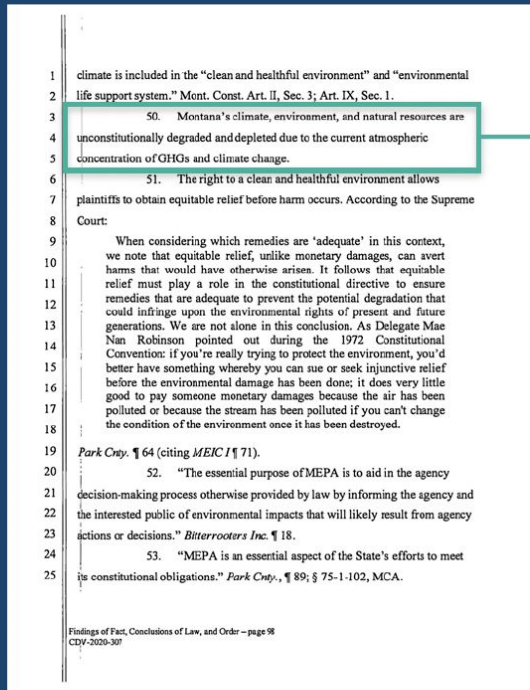 1 climate is included in the “clean and healthful environment” and “environmental
2 life support system.” Mont. Const. Art. II, Sec. 3; Art. IX, Sec. 1.
3 50. Montana's climate, environment, and natural resources are
4 unconstitutionally degraded and depleted due to the current atmospheric
5 concentration of GHGs and climate change.
6 51. The right to a clean and healthful environment allows
7 plaintiffs to obtain equitable relief before harm occurs. According to the Supreme
8 Court:
9 When considering which remedies are ‘adequate’ in this context,
10 we note that equitable relief, unlike monetary damages, can avert
harms that would have otherwise arisen. It follows that equitable
11 relief must play a role in the constitutional directive to ensure
12 remedies that are adequate to prevent the potential degradation that
could infringe upon the environmental rights of present and future
13 generations. We are not alone in this conclusion. As Delegate Mae
14 Nan Robinson pointed out during the 1972 Constitutional
Convention: if you're really trying to protect the environment, you'd
15 better have something whereby you can sue or seek injunctive relief
16 before the environmental damage has been done; it does very little
good to pay someone monetary damages because the air has been
17 polluted or because the stream has been polluted if you can't change
18 the condition of the environment once it has been destroyed.
19 Park Cnty. ¶ 64 (citing MEIC I ¶ 71).
20 52. “The essential purpose of MEPA is to aid in the agency
21 decision-making process otherwise provided by law by informing the agency and
22 the interested public of environmental impacts that will likely result from agency
23 actions or decisions.” Bitterrooters Inc. ¶ 18.
24 53. “MEPA is an essential aspect of the State's efforts to meet
25 its constitutional obligations.” Park Cnty., ¶ 89; § 75-1-102, MCA.
Findings of Fact, Conclusions of Law, and Order – page 98
CDV-2020-307